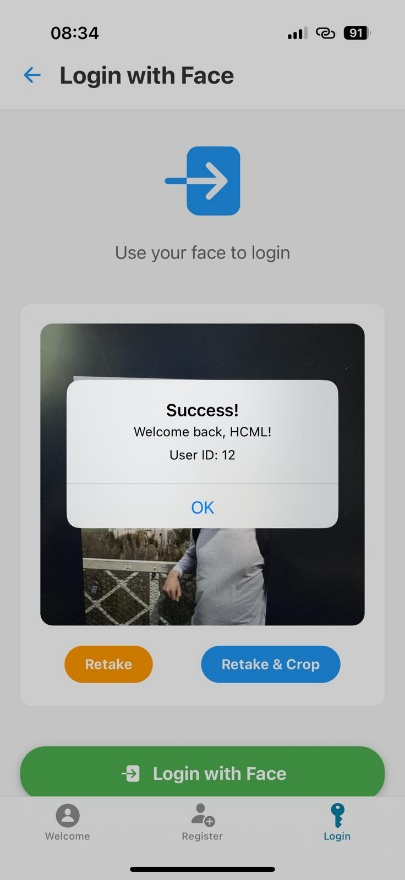 08:34
91
Login with Face
Use your face to login
Success!
Welcome back, HCML!
User ID: 12
OK
Retake
Retake & Crop
Login with Face
Welcome
Register
Login